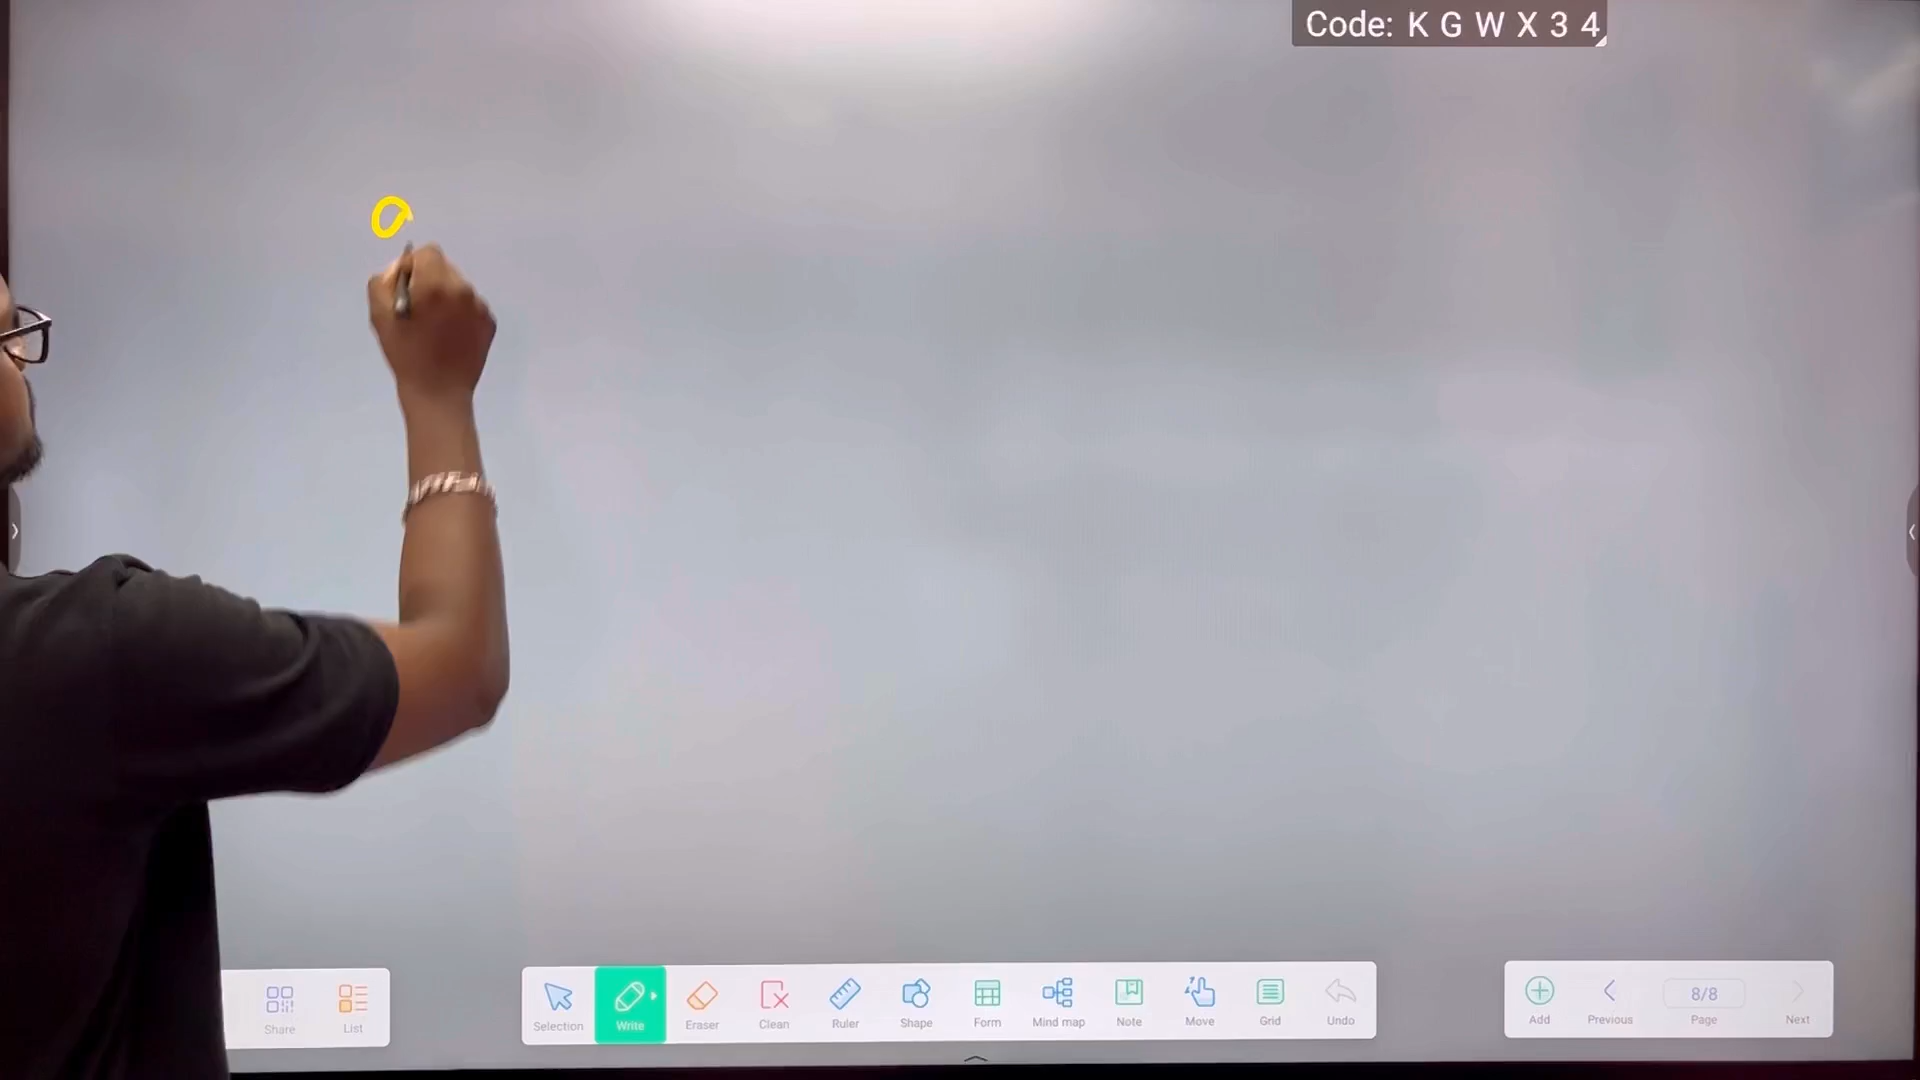 Code: K G W X 3 4
Share
List
Selection
Write
Eraser
Clean
Ruler
Shape
Form
Mind map
Note
Move
Grid
Undo
Add
Previous
8/8
Page
Next